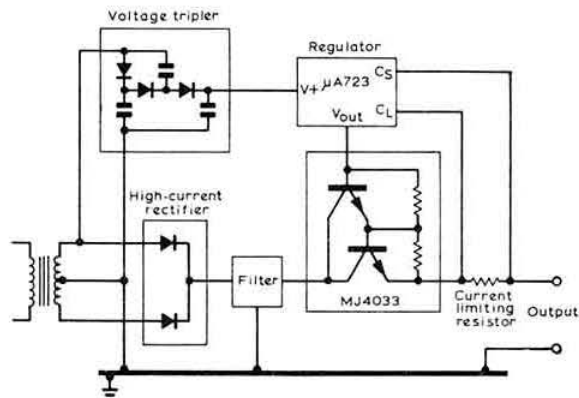 Voltage tripler
Regulator
V+ µA723 CS
CL
Vout
High-current
rectifier
Filter
MJ4033
Current
limiting
resistor
Output